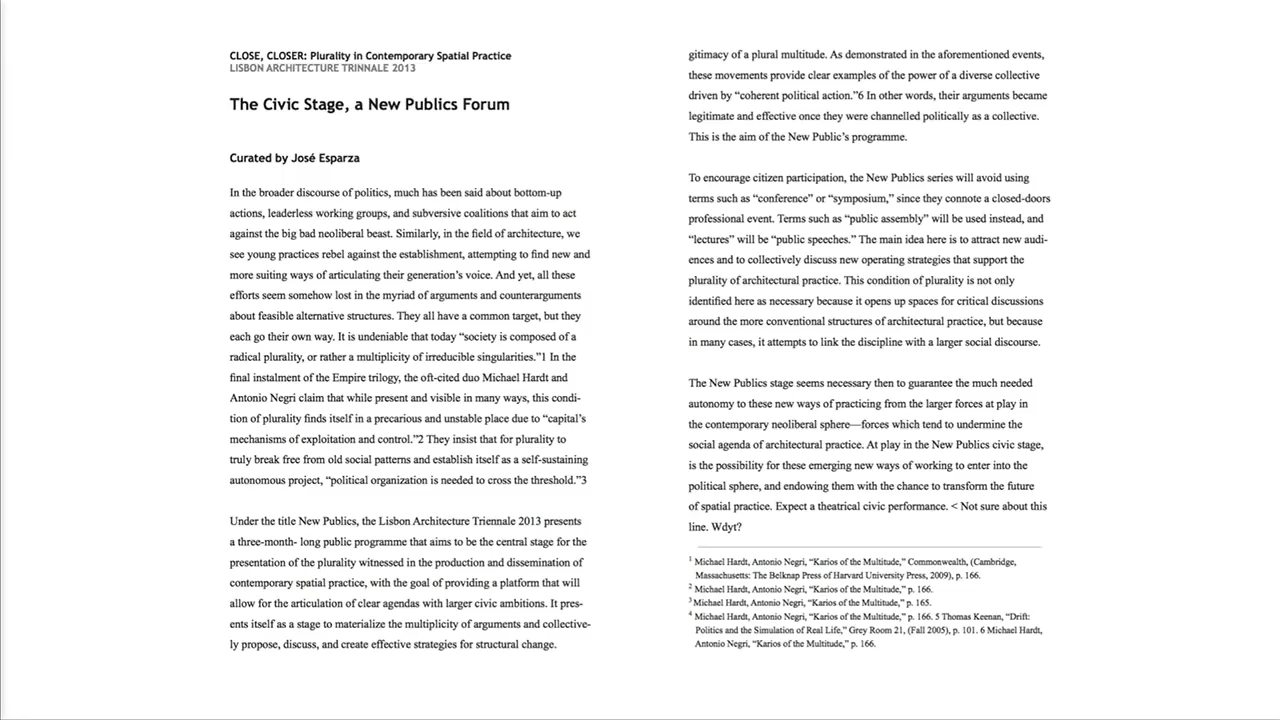 CLOSE, CLOSER: Plurality in Contemporary Spatial Practice
LISBON ARCHITECTURE TRINNALE 2013
The Civic Stage, a New Publics Forum
Curated by José Esparza
In the broader discourse of politics, much has been said about bottom-up
actions, leaderless working groups, and subversive coalitions that aim to act
against the big bad neoliberal beast. Similarly, in the field of architecture, we
see young practices rebel against the establishment, attempting to find new and
more suiting ways of articulating their generation's voice. And yet, all these
efforts seem somehow lost in the myriad of arguments and counterarguments
about feasible alternative structures. They all have a common target, but they
each go their own way. It is undeniable that today “society is composed of a
radical plurality, or rather a multiplicity of irreducible singularities.”1 In the
final instalment of the Empire trilogy, the oft-cited duo Michael Hardt and
Antonio Negri claim that while present and visible in many ways, this condi-
tion of plurality finds itself in a precarious and unstable place due to “capital's
mechanisms of exploitation and control.”2 They insist that for plurality to
truly break free from old social patterns and establish itself as a self-sustaining
autonomous project, “political organization is needed to cross the threshold.”3
Under the title New Publics, the Lisbon Architecture Triennale 2013 presents
a three-month- long public programme that aims to be the central stage for the
presentation of the plurality witnessed in the production and dissemination of
contemporary spatial practice, with the goal of providing a platform that will
allow for the articulation of clear agendas with larger civic ambitions. It pres-
ents itself as a stage to materialize the multiplicity of arguments and collective-
ly propose, discuss, and create effective strategies for structural change.
gitimacy of a plural multitude. As demonstrated in the aforementioned events,
these movements provide clear examples of the power of a diverse collective
driven by “coherent political action.”6 In other words, their arguments became
legitimate and effective once they were channelled politically as a collective.
This is the aim of the New Public's programme.
To encourage citizen participation, the New Publics series will avoid using
terms such as “conference” or “symposium,” since they connote a closed-doors
professional event. Terms such as “public assembly” will be used instead, and
“lectures” will be “public speeches.” The main idea here is to attract new audi-
ences and to collectively discuss new operating strategies that support the
plurality of architectural practice. This condition of plurality is not only
identified here as necessary because it opens up spaces for critical discussions
around the more conventional structures of architectural practice, but because
in many cases, it attempts to link the discipline with a larger social discourse.
The New Publics stage seems necessary then to guarantee the much needed
autonomy to these new ways of practicing from the larger forces at play in
the contemporary neoliberal sphere—forces which tend to undermine the
social agenda of architectural practice. At play in the New Publics civic stage,
is the possibility for these emerging new ways of working to enter into the
political sphere, and endowing them with the chance to transform the future
of spatial practice. Expect a theatrical civic performance. < Not sure about this
line. Wdyt?
1 Michael Hardt, Antonio Negri, “Karios of the Multitude,” Commonwealth, (Cambridge,
Massachusetts: The Belknap Press of Harvard University Press, 2009), p. 166.
2 Michael Hardt, Antonio Negri, “Karios of the Multitude,” p. 166.
3 Michael Hardt, Antonio Negri, “Karios of the Multitude,” p. 165.
4 Michael Hardt, Antonio Negri, “Karios of the Multitude,” p. 166. 5 Thomas Keenan, “Drift:
Politics and the Simulation of Real Life,” Grey Room 21, (Fall 2005), p. 101. 6 Michael Hardt,
Antonio Negri, “Karios of the Multitude,” p. 166.